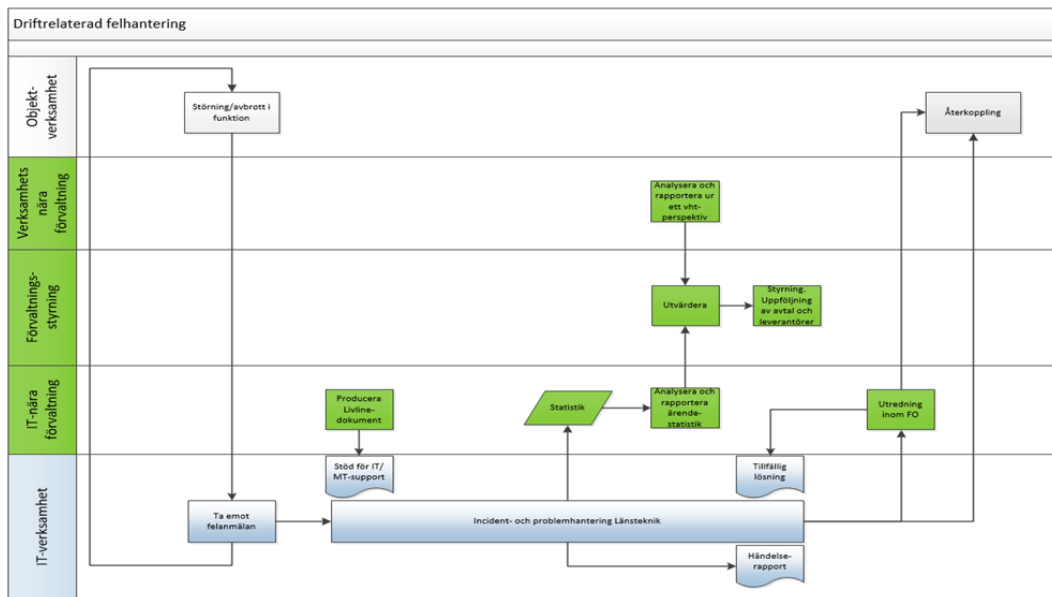 Driftrelaterad felhantering
Objekt-
verksamhet
Störning/avbrott i
funktion
Återkoppling
Verksamhets
nära
förvaltning
Analysera och
rapportera ur
ett vht-
perspektiv
Förvaltnings-
styrning
Utvärdera
Styrning.
Uppföljning
av avtal och
leverantörer
IT-nära
förvaltning
Producera
Livline-
dokument
Statistik
Analysera och
rapportera
ärende-
statistik
Utredning
inom FO
IT-verksamhet
Stöd för IT/
MT-support
Tillfällig
lösning
Ta emot
felanmälan
Incident- och problemhantering Länsteknik
Händelse-
rapport